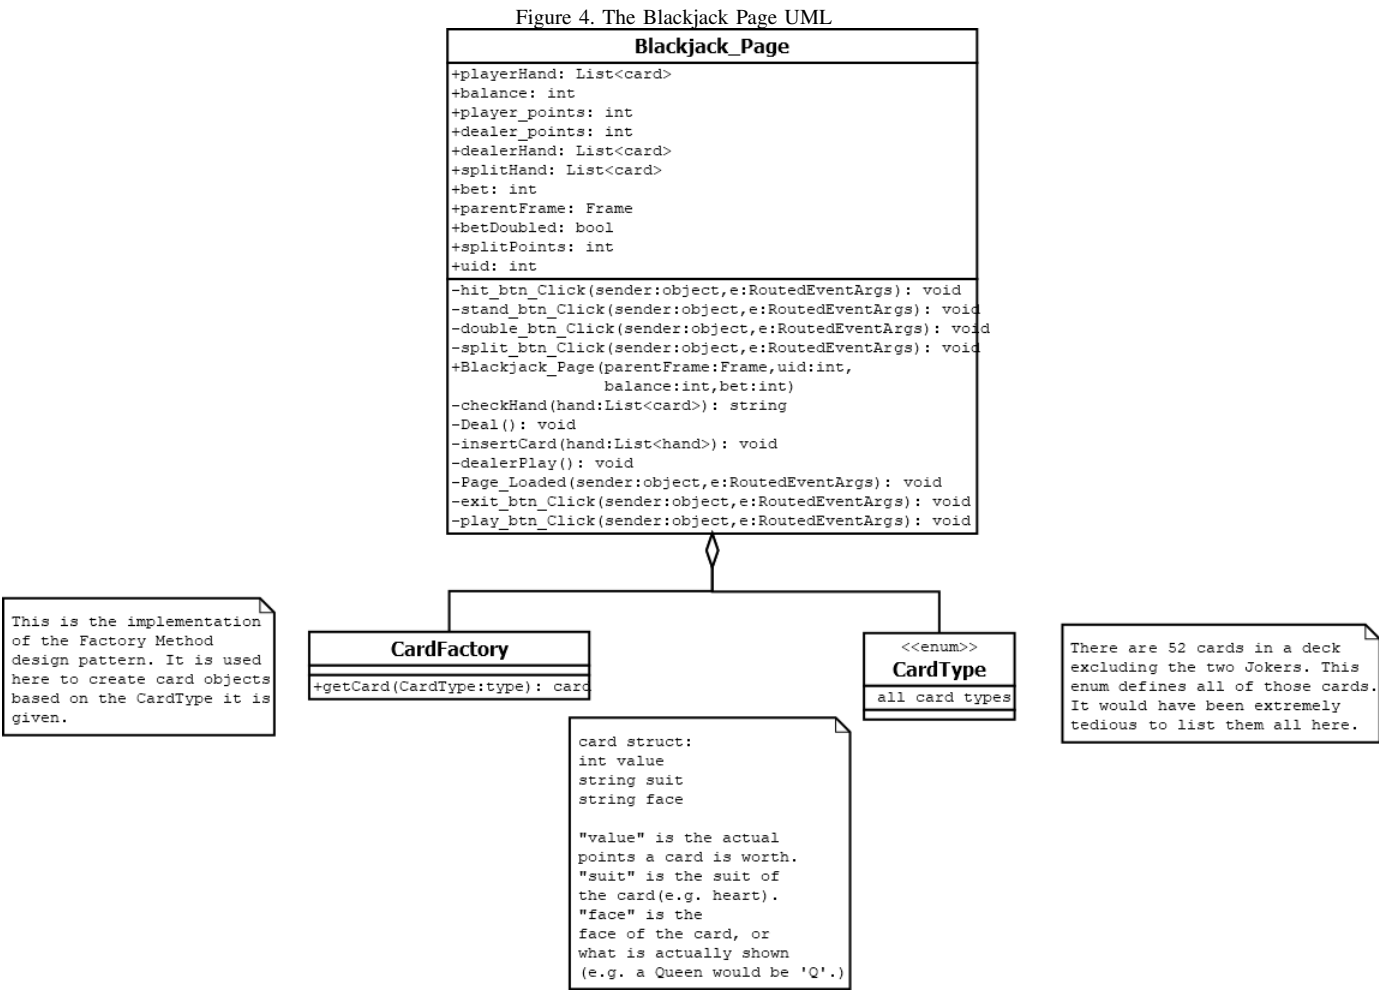 Figure 4. The Blackjack Page UML
Blackjack_Page
+playerHand: List<card>
+balance: int
+player_points: int
+dealer_points: int
+dealerHand: List<card>
+splitHand: List<card>
+bet: int
+parentFrame: Frame
+betDoubled: bool
+splitPoints: int
+uid: int
-hit_btn_Click(sender:object,e:RoutedEventArgs): void
-stand_btn_Click(sender:object,e:RoutedEventArgs): void
-double_btn_Click(sender:object,e:RoutedEventArgs): void
-split_btn_Click(sender:object,e:RoutedEventArgs): void
+Blackjack_Page(parentFrame:Frame,uid:int,
balance:int,bet:int)
-checkHand(hand:List<card>): string
-Deal(): void
-insertCard(hand:List<hand>): void
-dealerPlay(): void
-Page_Loaded(sender:object,e:RoutedEventArgs): void
-exit_btn_Click(sender:object,e:RoutedEventArgs): void
-play_btn_Click(sender:object,e:RoutedEventArgs): void
This is the implementation
of the Factory Method
design pattern. It is used
here to create card objects
based on the CardType it is
given.
CardFactory
+getCard(CardType:type): card
<<enum>>
CardType
all card types
There are 52 cards in a deck
excluding the two Jokers. This
enum defines all of those cards.
It would have been extremely
tedious to list them all here.
card struct:
int value
string suit
string face
"value" is the actual
points a card is worth.
"suit" is the suit of
the card(e.g. heart).
"face" is the
face of the card, or
what is actually shown
(e.g. a Queen would be 'Q'.)